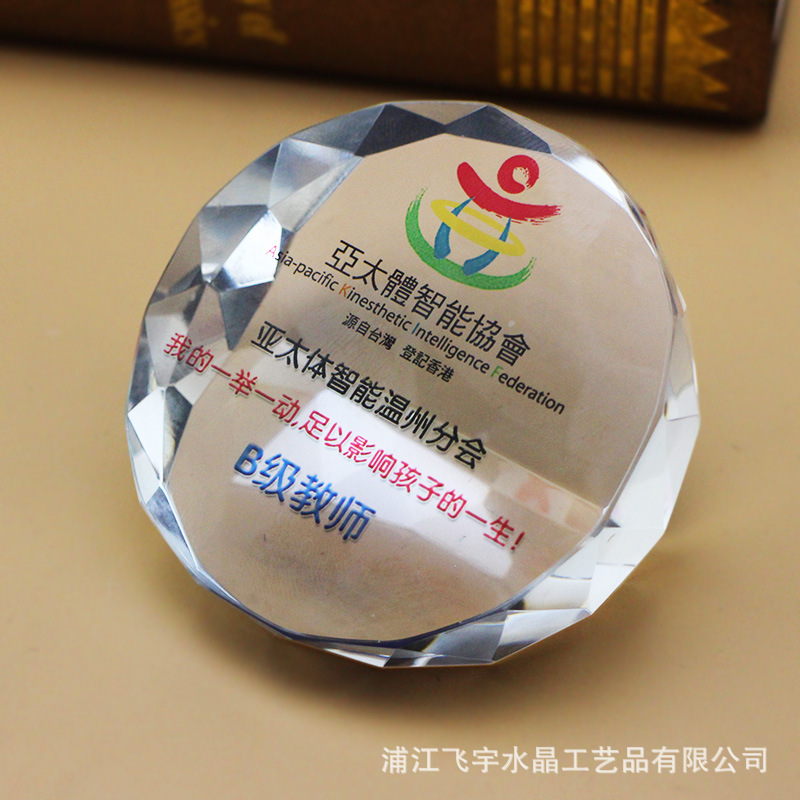 亞太體智能協會
Asia-pacific Kinesthetic Intelligence Federation
源自台灣 登記香港
亚太体智能温州分会
我的一举一动,足以影响孩子的一生!
B级教师
浦江飞宇水晶工艺品有限公司